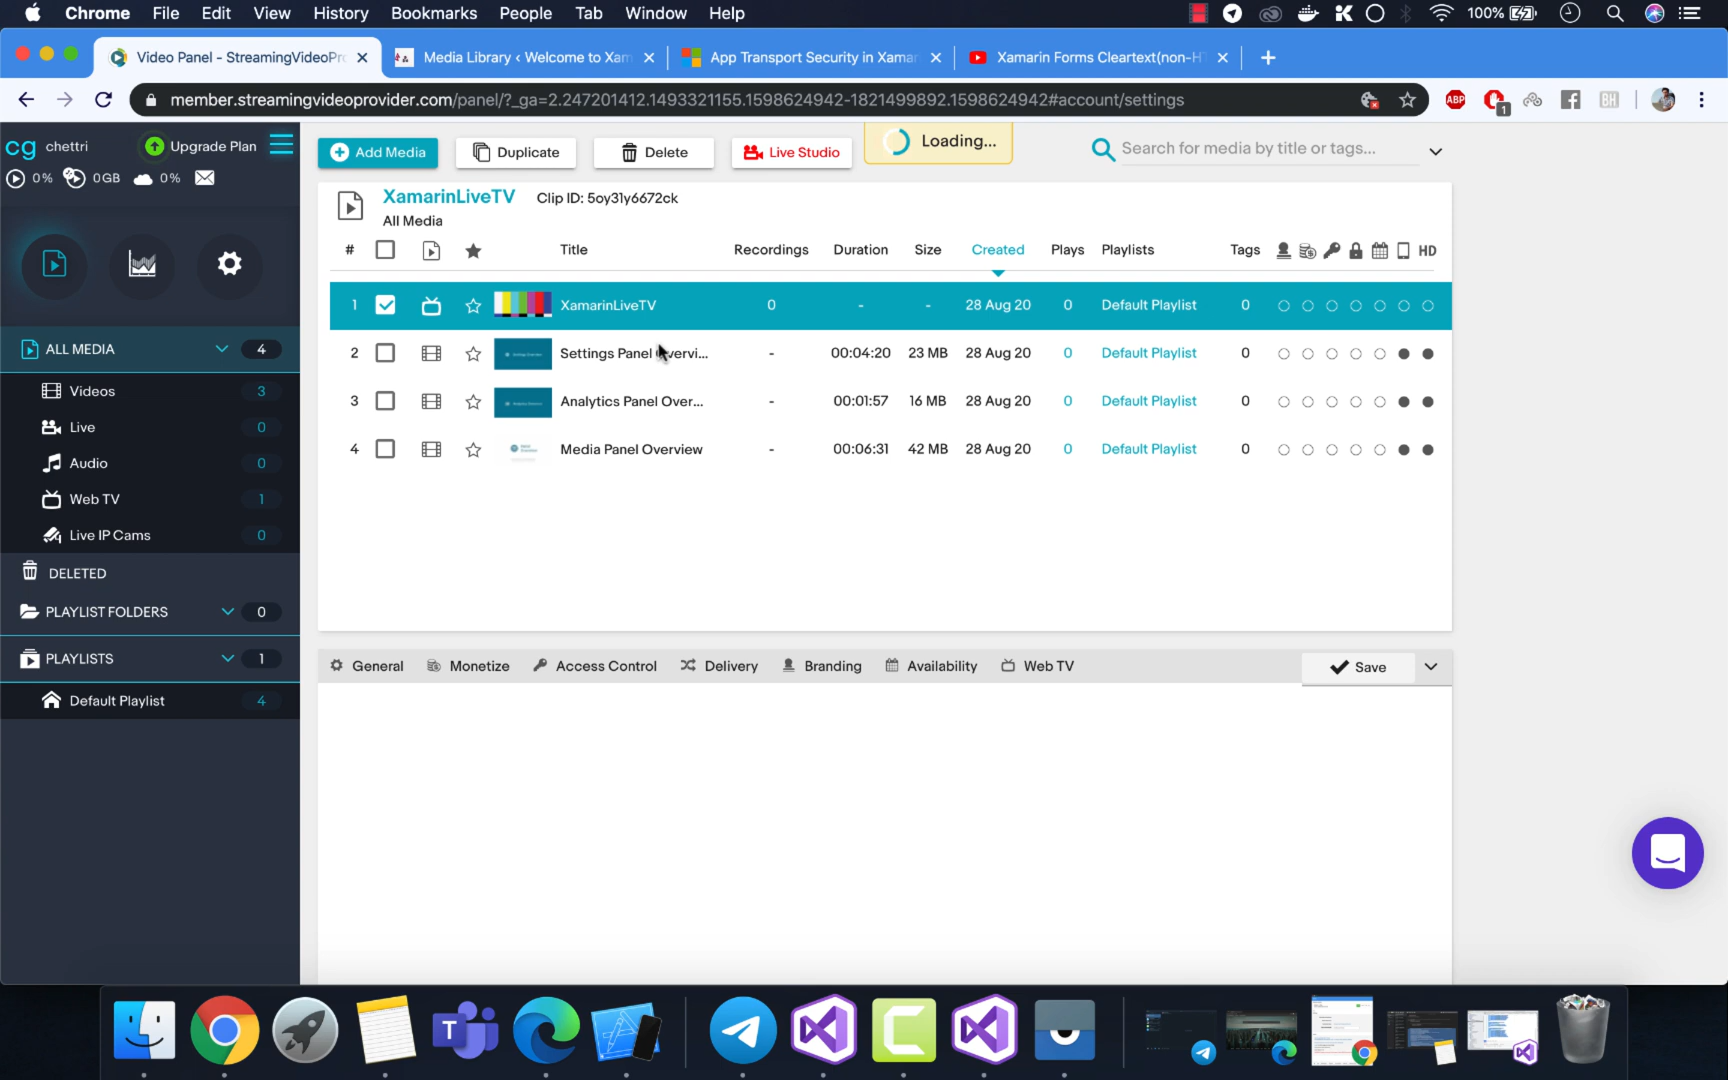 Chrome File Edit View History Bookmarks People Tab Window Help 100%
Video Panel - StreamingVideoPr Media Library ‹ Welcome to Xam App Transport Security in Xamar Xamarin Forms Cleartext(non-HT
member.streamingvideoprovider.com/panel/?_ga=2.247201412.1493321155.1598624942-1821499892.1598624942#account/settings ABP 1 BH
cg chettri Upgrade Plan
0% 0GB 0%
Add Media Duplicate Delete Live Studio Loading... Search for media by title or tags...
XamarinLiveTV Clip ID: 5oy31y6672ck
All Media
# Title Recordings Duration Size Created Plays Playlists Tags HD
1 XamarinLiveTV 0 - - 28 Aug 20 0 Default Playlist 0
2 Settings Panel Overvi... - 00:04:20 23 MB 28 Aug 20 0 Default Playlist 0
3 Analytics Panel Over... - 00:01:57 16 MB 28 Aug 20 0 Default Playlist 0
4 Media Panel Overview - 00:06:31 42 MB 28 Aug 20 0 Default Playlist 0
ALL MEDIA 4
Videos 3
Live 0
Audio 0
Web TV 1
Live IP Cams 0
DELETED
PLAYLIST FOLDERS 0
PLAYLISTS 1
Default Playlist 4
General Monetize Access Control Delivery Branding Availability Web TV Save